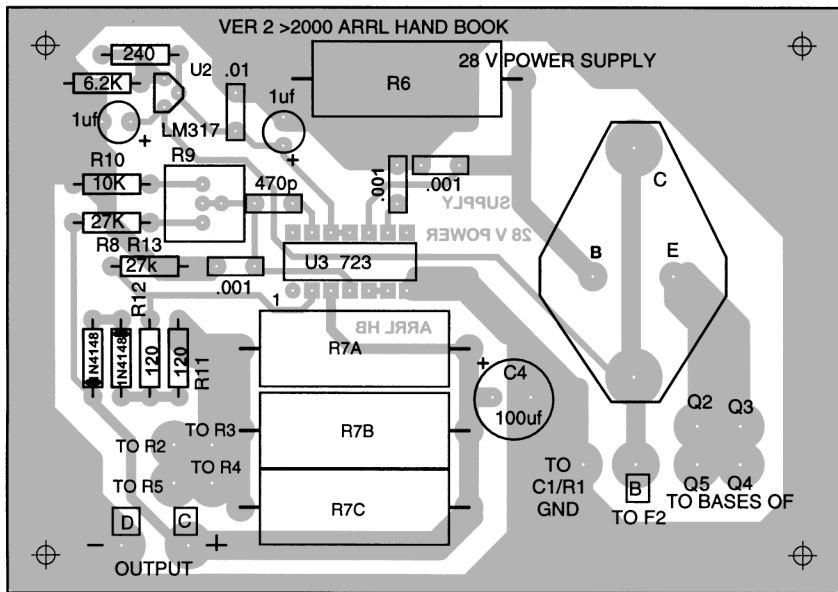 VER 2 >2000 ARRL HAND BOOK
240
U2
28 V POWER SUPPLY
6.2K
.01
R6
1uf
1uf
+
LM317
+
R10
R9
C
10K
470p
.001
.001
SUPPLY
27K
28 V POWER
R8
R13
B
E
27k
U3 723
.001
R12
1
ARRL HB
1N4148
1N4148
120
120
R11
R7A
+
C4
100uf
Q2
Q3
TO R2
TO R3
R7B
TO R4
TO R5
TO
C1/R1
GND
Q5
Q4
B
TO BASES OF
TO F2
R7C
D
C
-
+
OUTPUT